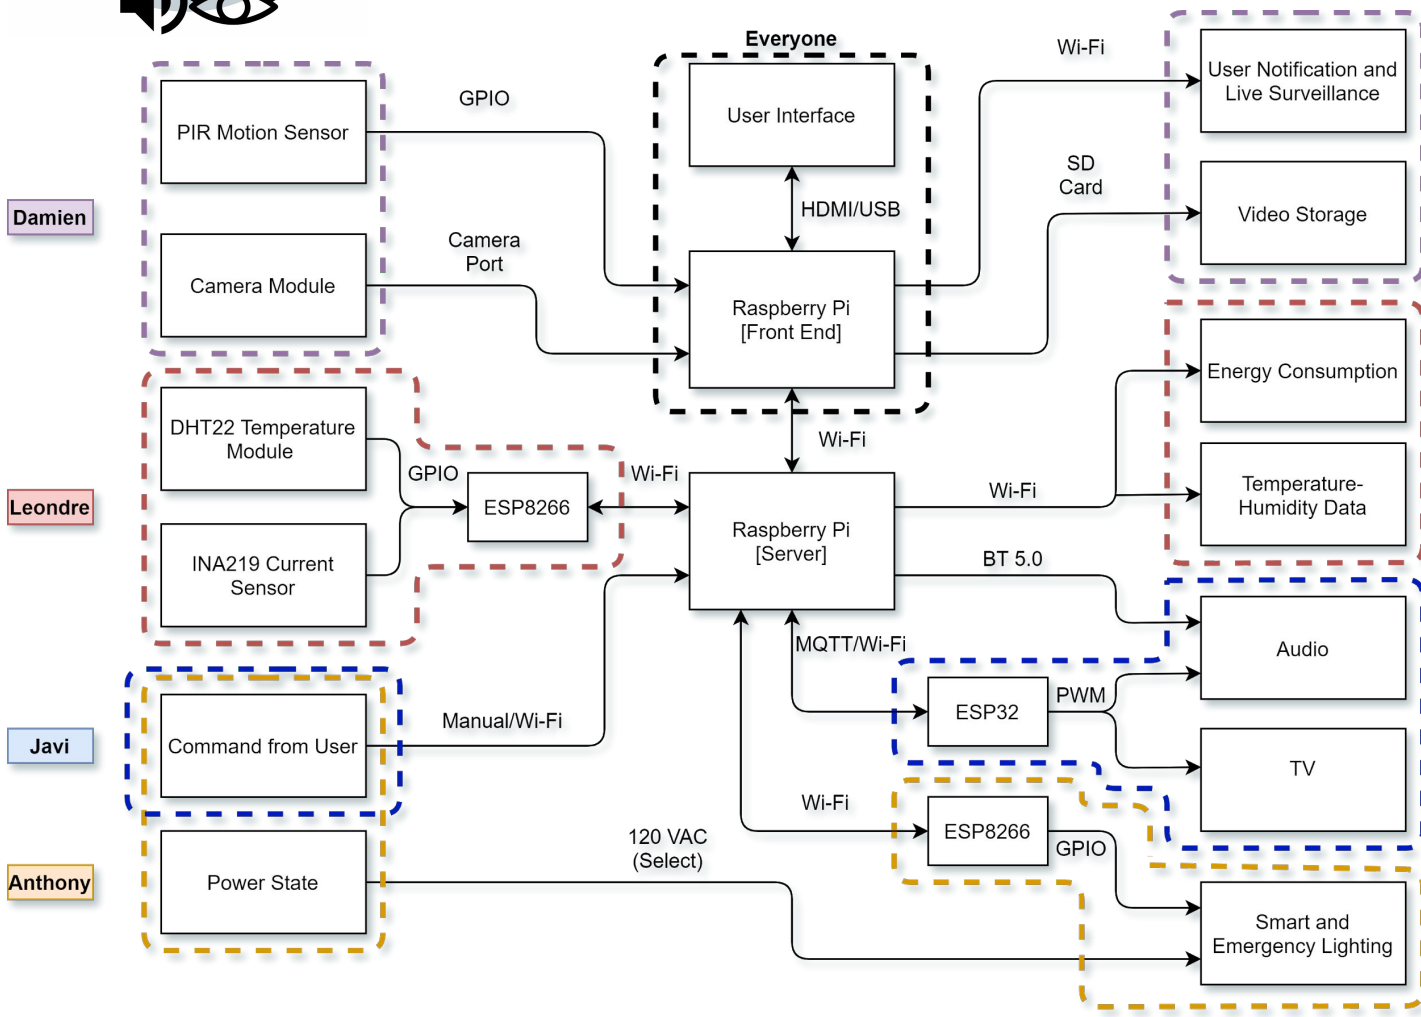 Everyone
Wi-Fi
User Notification and
Live Surveillance
GPIO
PIR Motion Sensor
User Interface
SD
Card
Video Storage
Damien
HDMI/USB
Camera
Port
Camera Module
Raspberry Pi
[Front End]
Energy Consumption
DHT22 Temperature
Module
Wi-Fi
GPIO
Wi-Fi
Wi-Fi
Temperature-
Humidity Data
Leondre
ESP8266
Raspberry Pi
[Server]
INA219 Current
Sensor
BT 5.0
MQTT/Wi-Fi
Audio
Javi
Command from User
Manual/Wi-Fi
ESP32
PWM
TV
Wi-Fi
ESP8266
GPIO
120 VAC
(Select)
Anthony
Power State
Smart and
Emergency Lighting